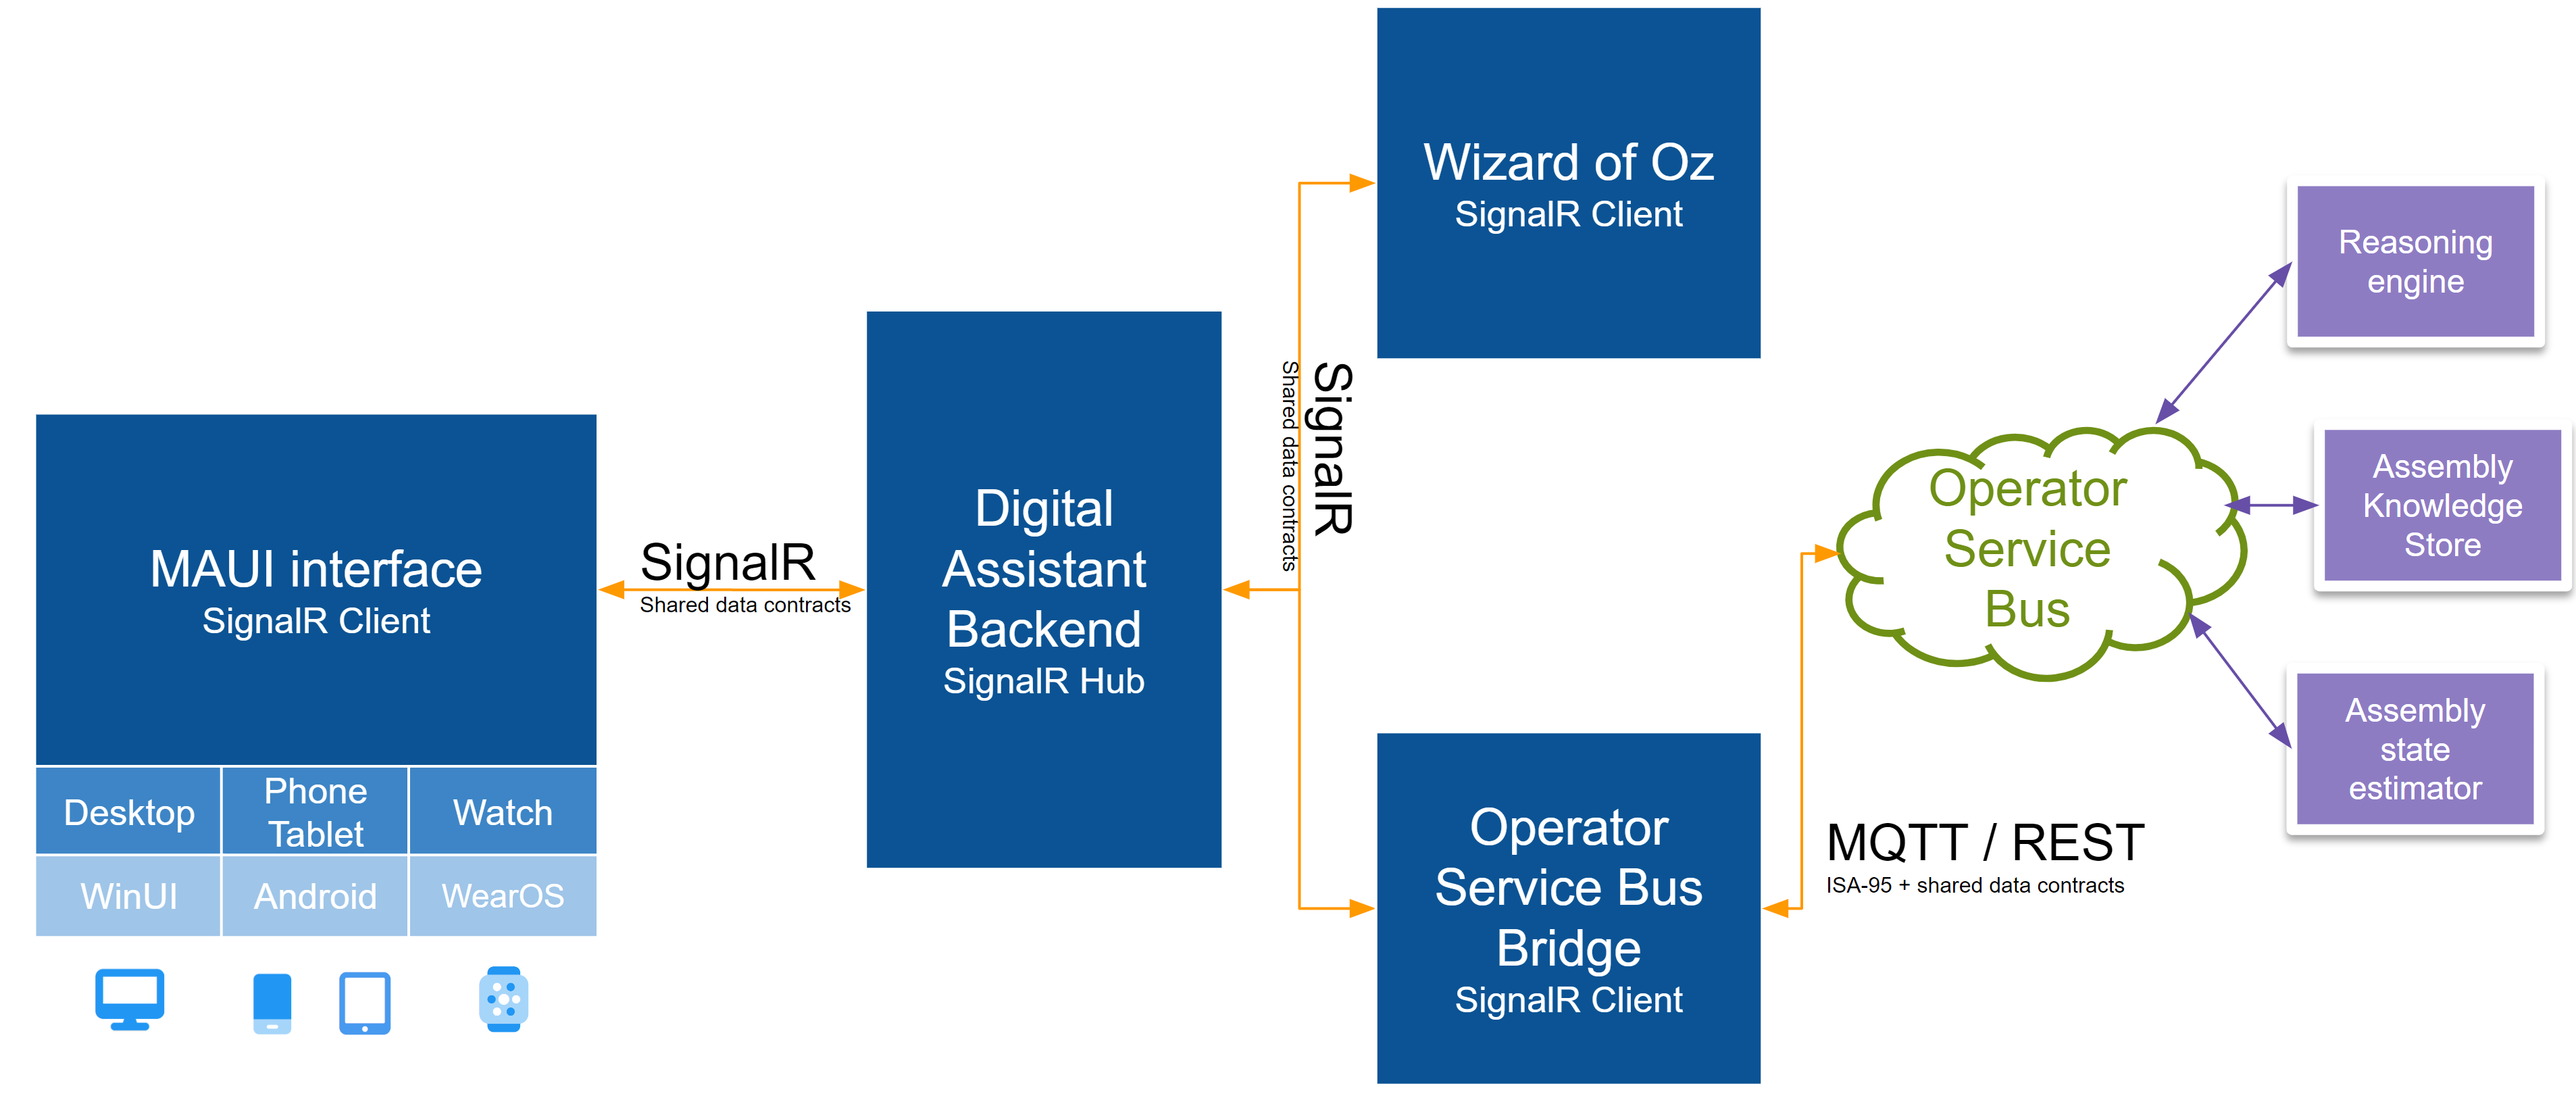 MAUI interface
SignalR Client
Desktop
Phone
Tablet
Watch
WinUI
Android
WearOS
SignalR
Shared data contracts
Digital
Assistant
Backend
SignalR Hub
SignalR
Shared data contracts
Wizard of Oz
SignalR Client
Operator
Service Bus
Bridge
SignalR Client
MQTT / REST
ISA-95 + shared data contracts
Operator
Service
Bus
Reasoning
engine
Assembly
Knowledge
Store
Assembly
state
estimator